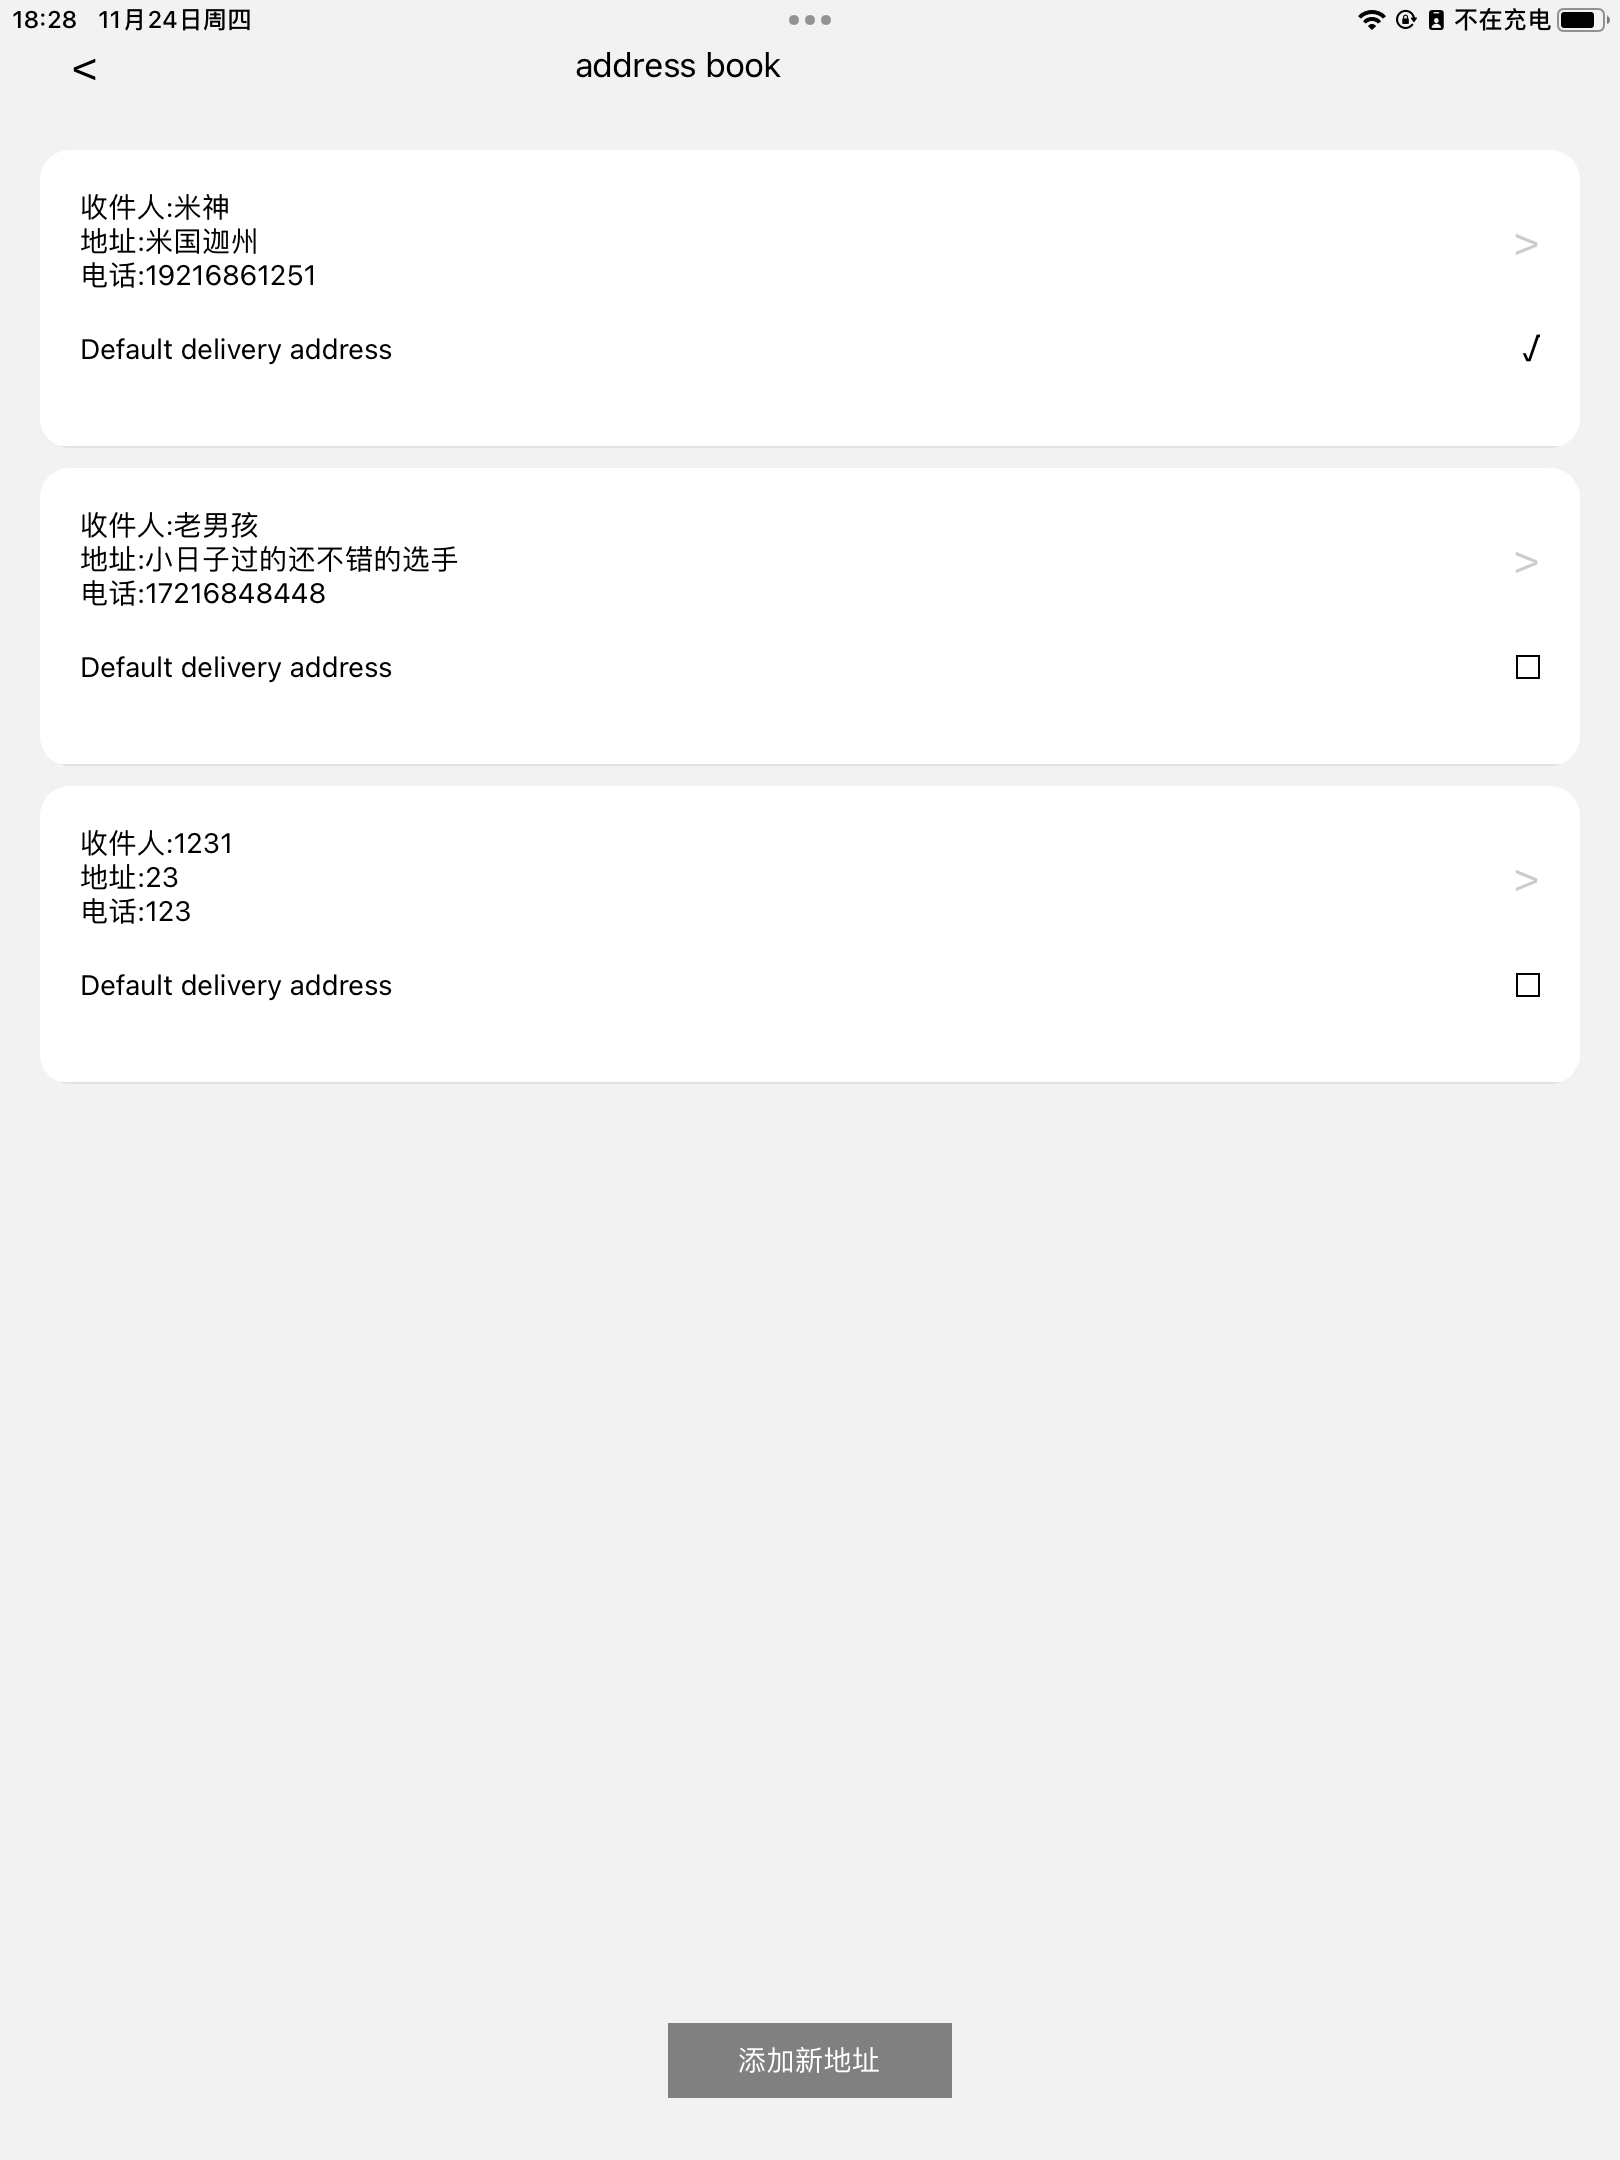 18:28 11月24日周四
不在充电
< address book
收件人:米神
地址:米国迦州
电话:19216861251
>
Default delivery address √
收件人:老男孩
地址:小日子过的还不错的选手
电话:17216848448
>
Default delivery address
收件人:1231
地址:23
电话:123
>
Default delivery address
添加新地址